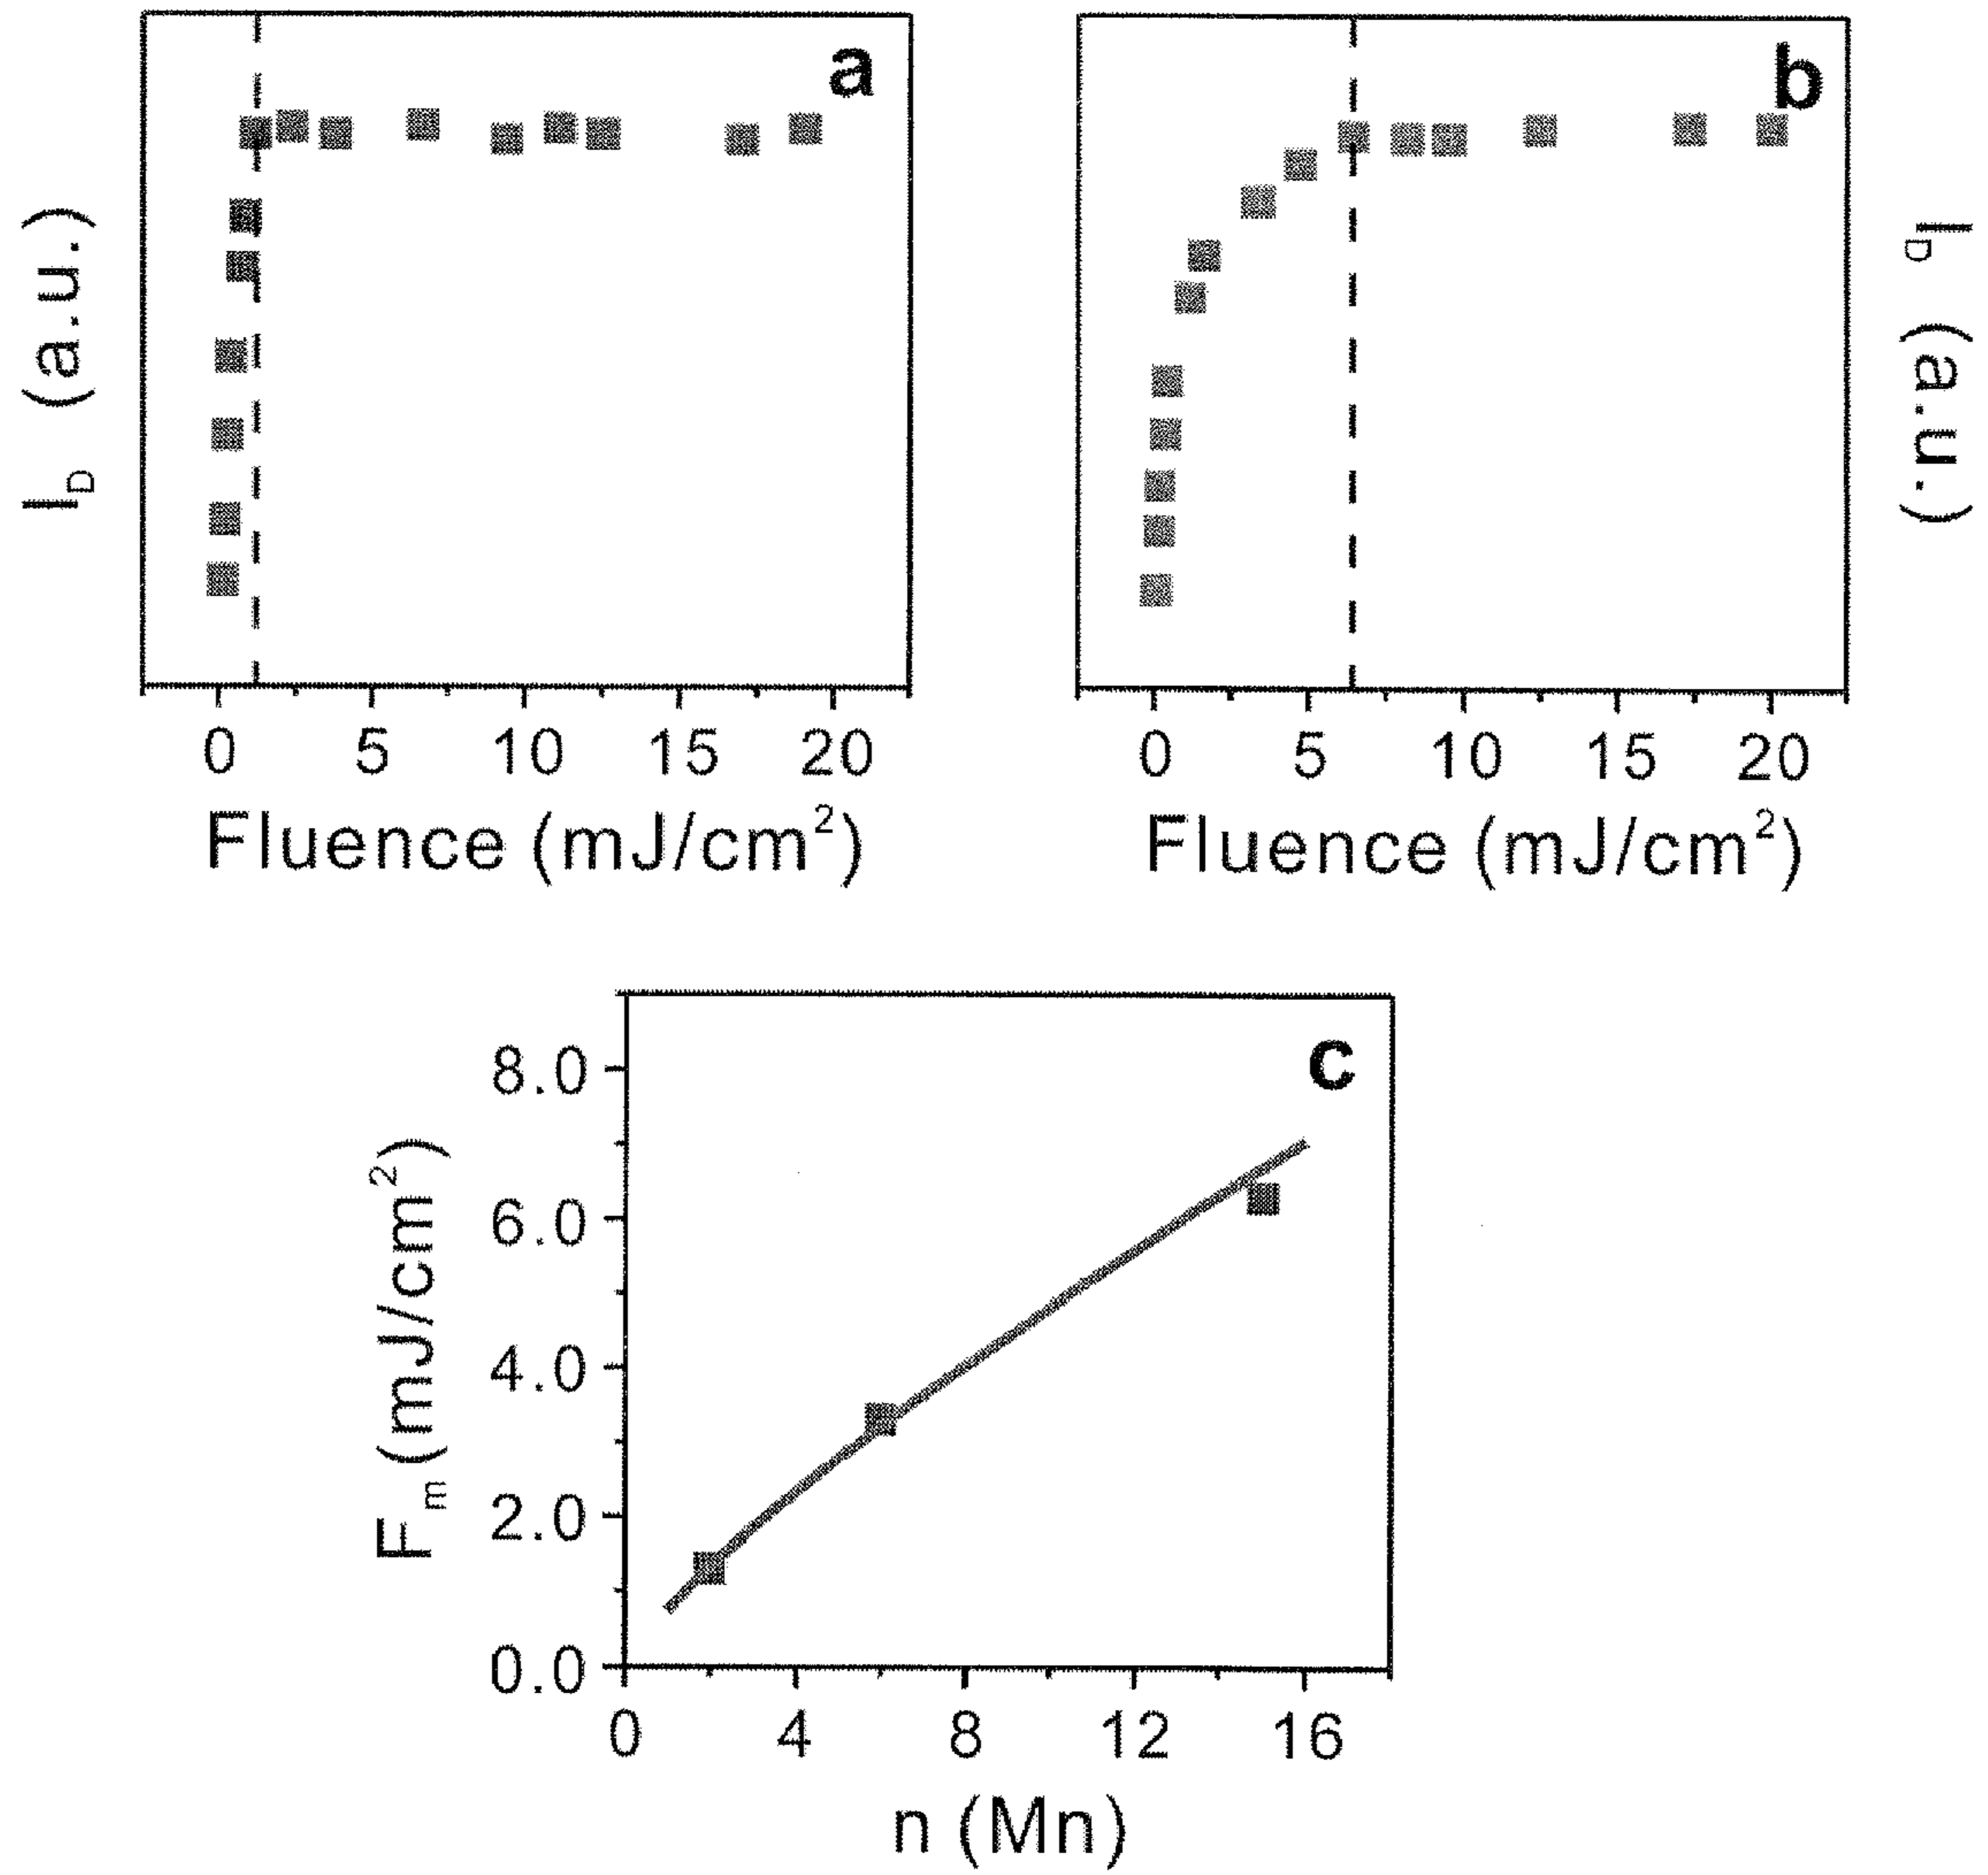 a
I_D (a.u.)
0 5 10 15 20
Fluence (mJ/cm²)
b
I_D (a.u.)
0 5 10 15 20
Fluence (mJ/cm²)
c
8.0
6.0
4.0
2.0
0.0
F_m (mJ/cm²)
0 4 8 12 16
n (Mn)